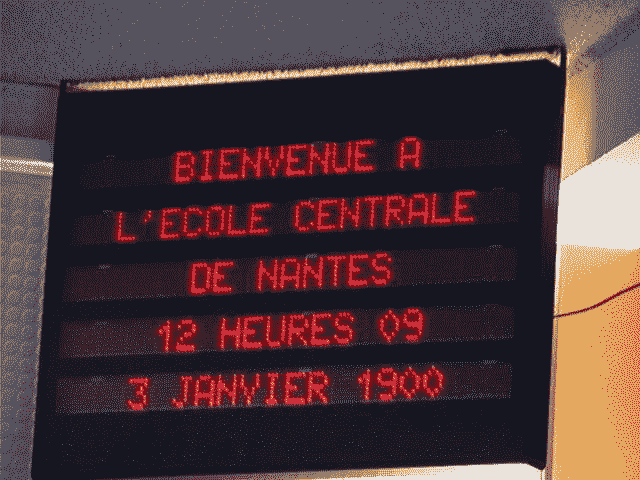 BIENVENUE A
L'ECOLE CENTRALE
DE NANTES
12 HEURES 09
3 JANVIER 1900